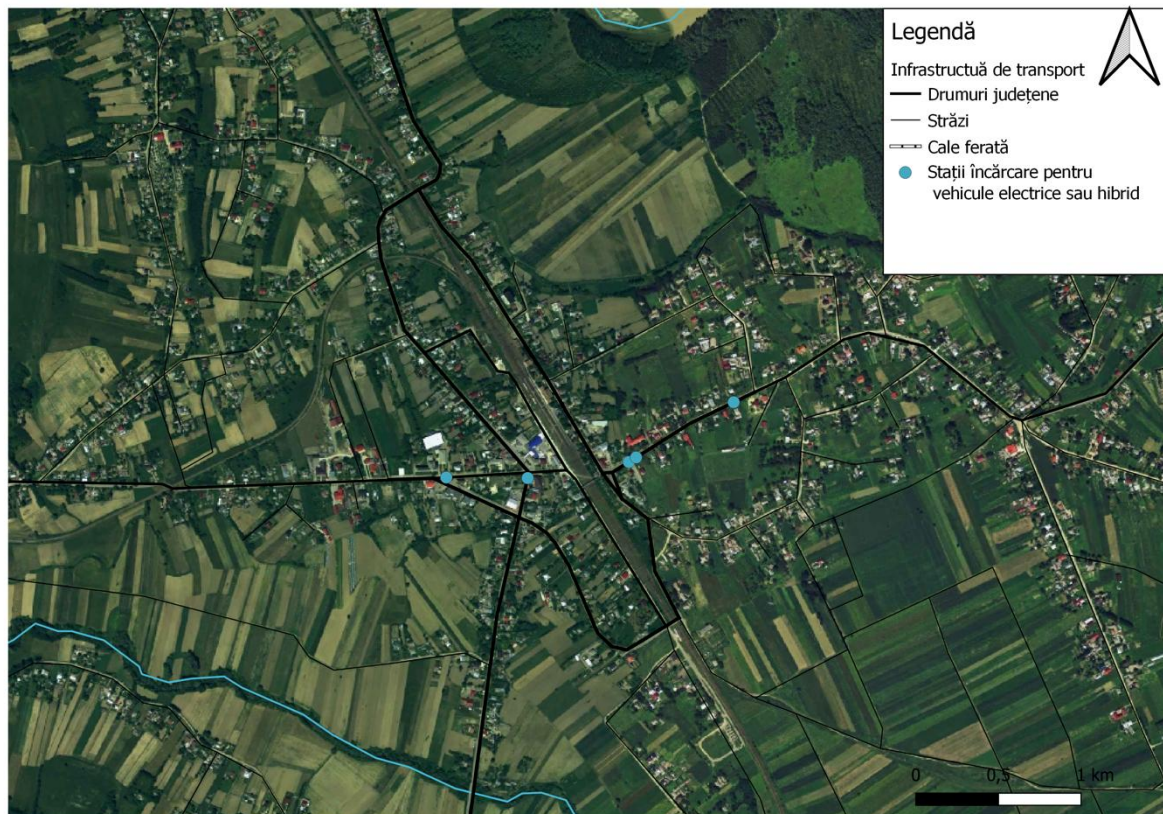 Legendă
Infrastructuă de transport
Drumuri județene
Străzi
Cale ferată
Stații încărcare pentru
vehicule electrice sau hibrid
0 0,5 1 km